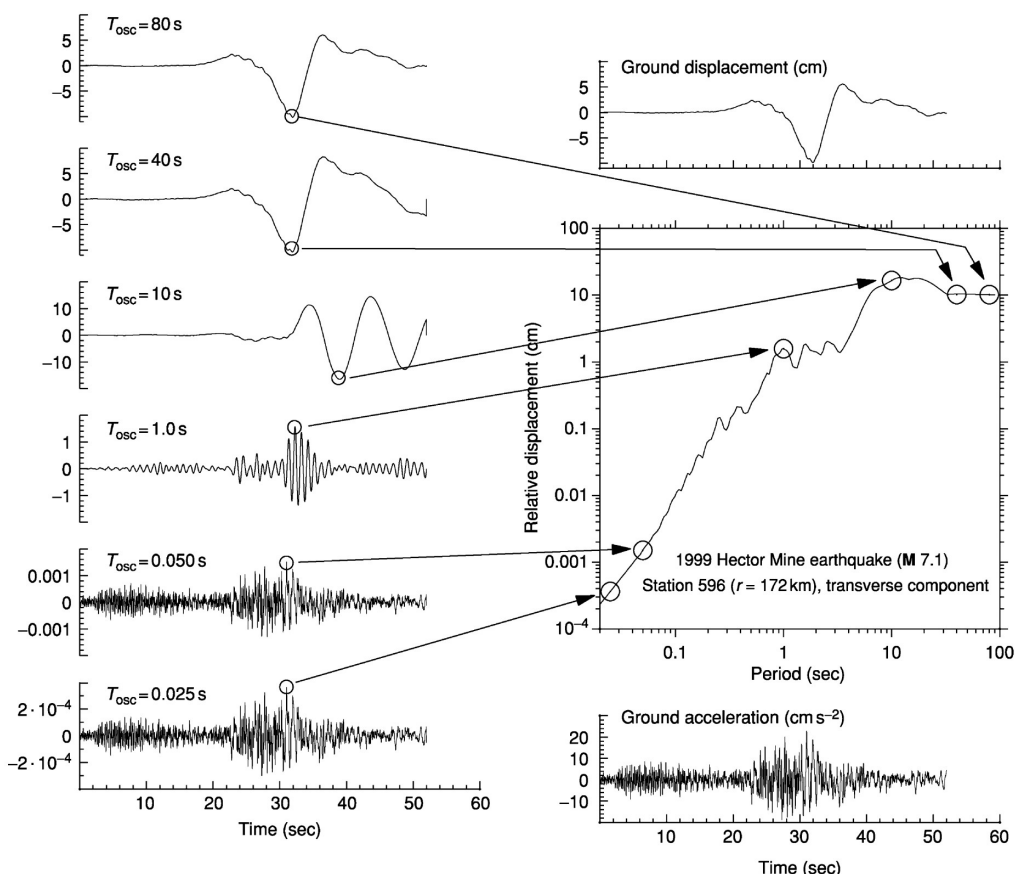 T_osc = 80 s
5
0
−5
T_osc = 40 s
5
0
−5
T_osc = 10 s
10
0
−10
T_osc = 1.0 s
1
0
−1
T_osc = 0.050 s
0.001
0
−0.001
T_osc = 0.025 s
2·10⁻⁴
0
−2·10⁻⁴
10 20 30 40 50 60
Time (sec)
Ground displacement (cm)
5
0
−5
100
10
1
0.1
0.01
0.001
10⁻⁴
Relative displacement (cm)
1999 Hector Mine earthquake (M 7.1)
Station 596 (r = 172 km), transverse component
0.1 1 10 100
Period (sec)
Ground acceleration (cm s⁻²)
20
10
0
−10
0 10 20 30 40 50 60
Time (sec)